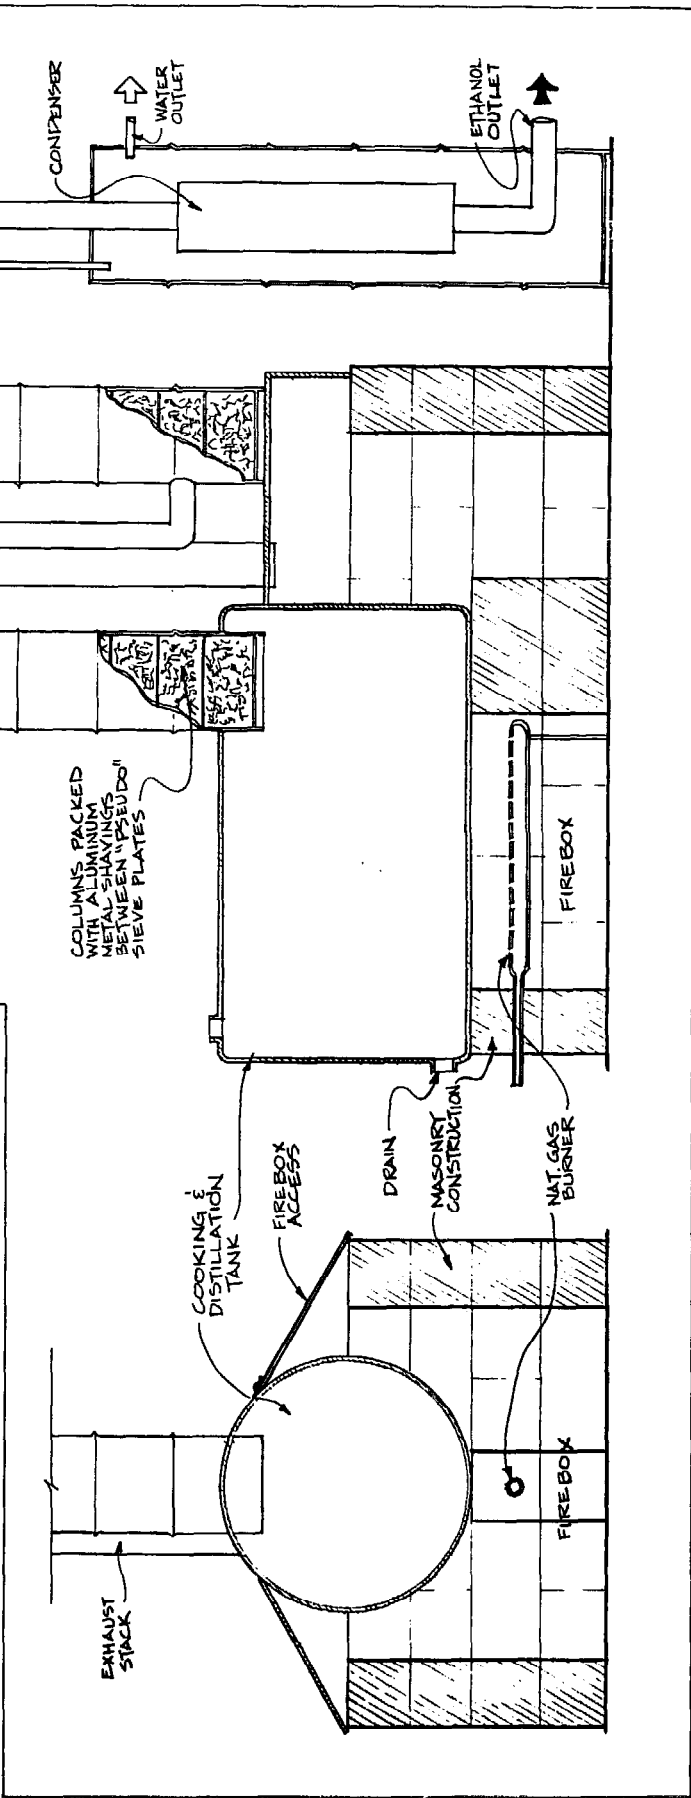 EXHAUST
STACK
COOKING &
DISTILLATION
TANK
FIREBOX
ACCESS
FIREBOX
NAT. GAS
BURNER
MASONRY
CONSTRUCTION
DRAIN
COLUMNS PACKED
WITH ALUMINUM
METAL SHAVINGS
BETWEEN "PSEUDO"
SIEVE PLATES
FIREBOX
CONDENSER
WATER
OUTLET
ETHANOL
OUTLET